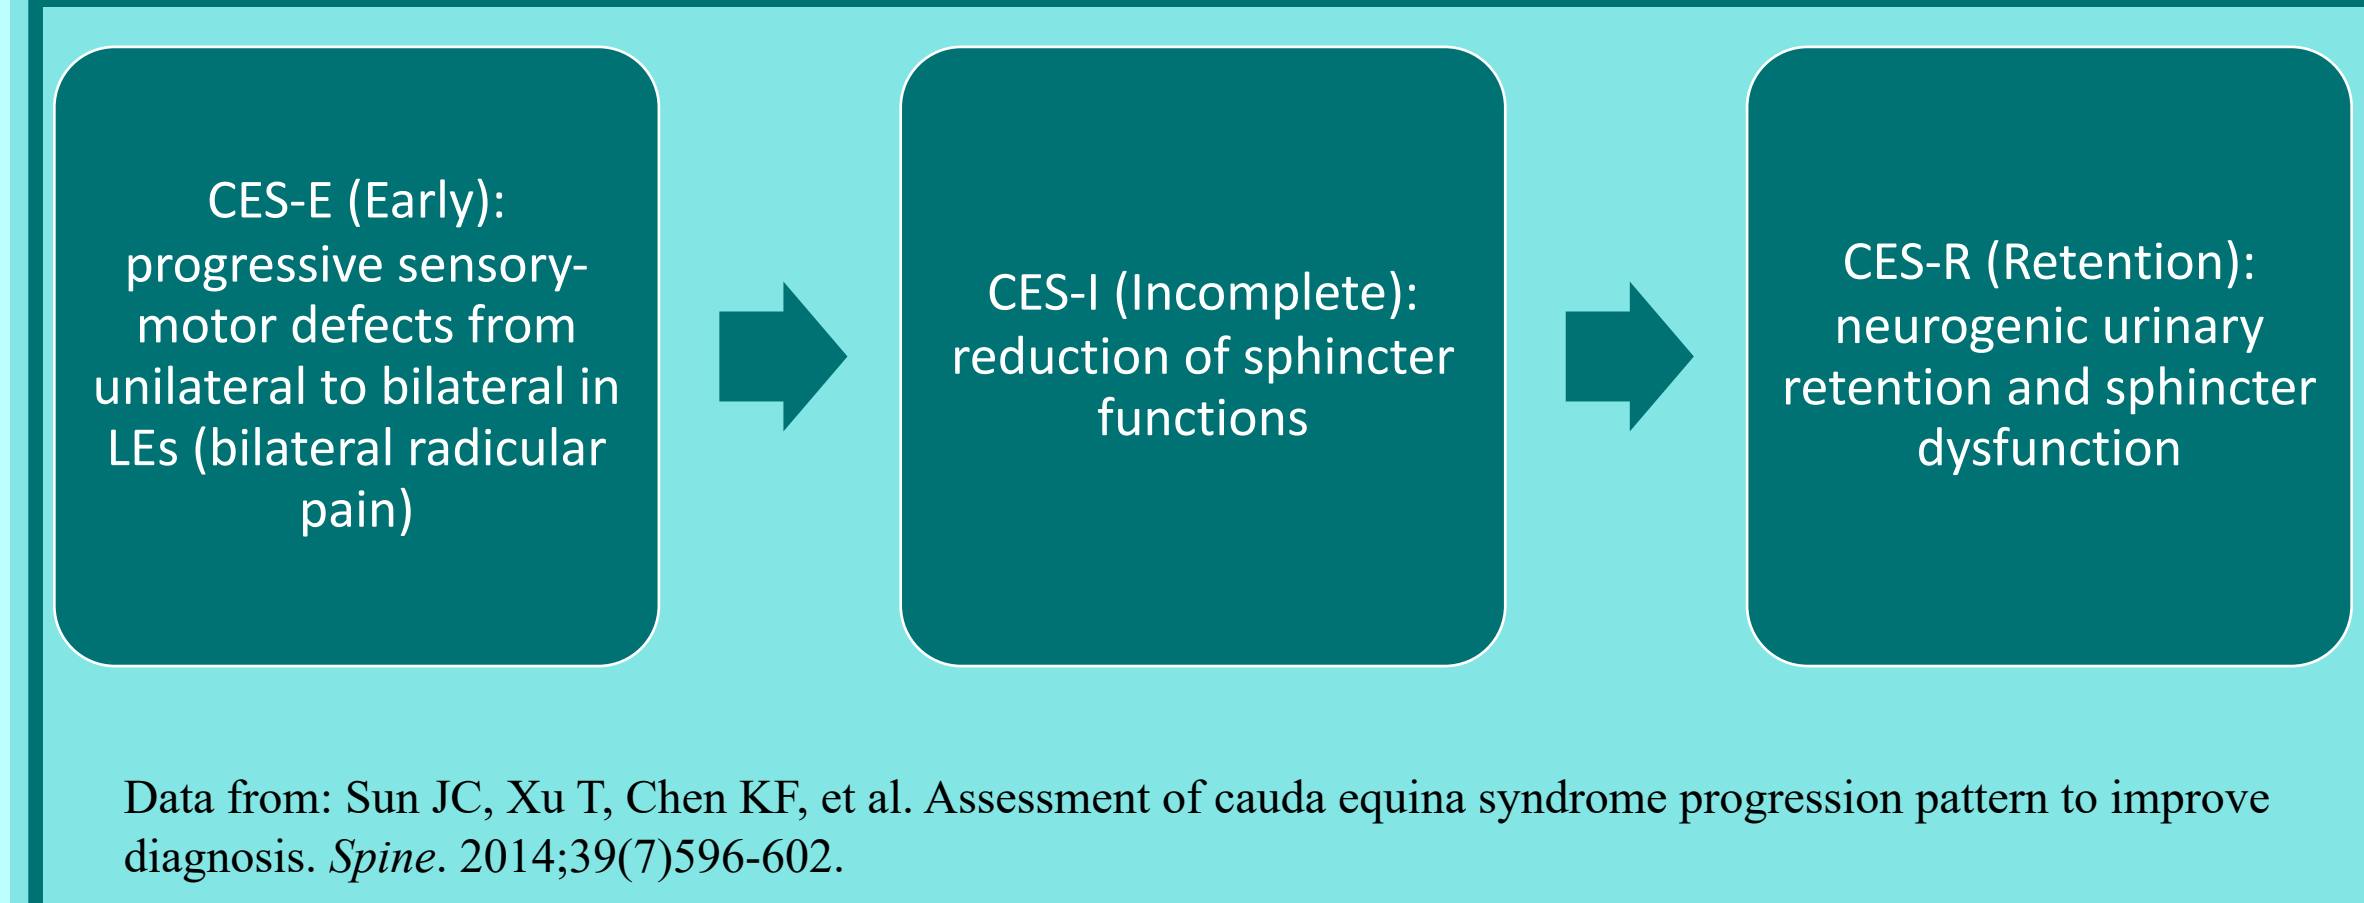 CES-E (Early):
progressive sensory-
motor defects from
unilateral to bilateral in
LEs (bilateral radicular
pain)
CES-I (Incomplete):
reduction of sphincter
functions
CES-R (Retention):
neurogenic urinary
retention and sphincter
dysfunction
Data from: Sun JC, Xu T, Chen KF, et al. Assessment of cauda equina syndrome progression pattern to improve
diagnosis. Spine. 2014;39(7)596-602.